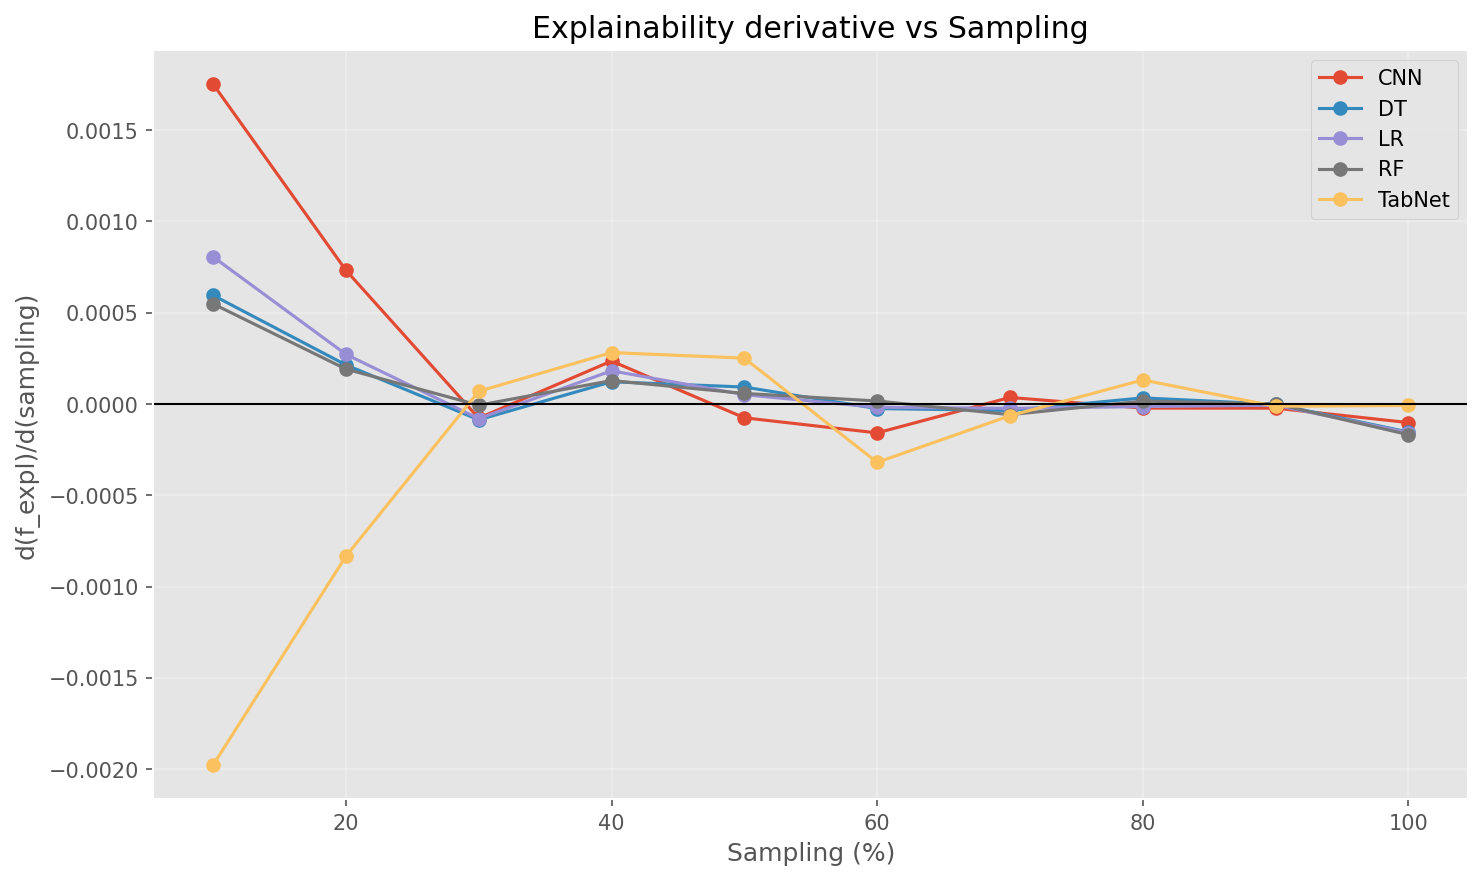 Explainability derivative vs Sampling
CNN
DT
LR
RF
TabNet
0.0015
0.0010
0.0005
0.0000
−0.0005
−0.0010
−0.0015
−0.0020
d(f_expl)/d(sampling)
20 40 60 80 100
Sampling (%)